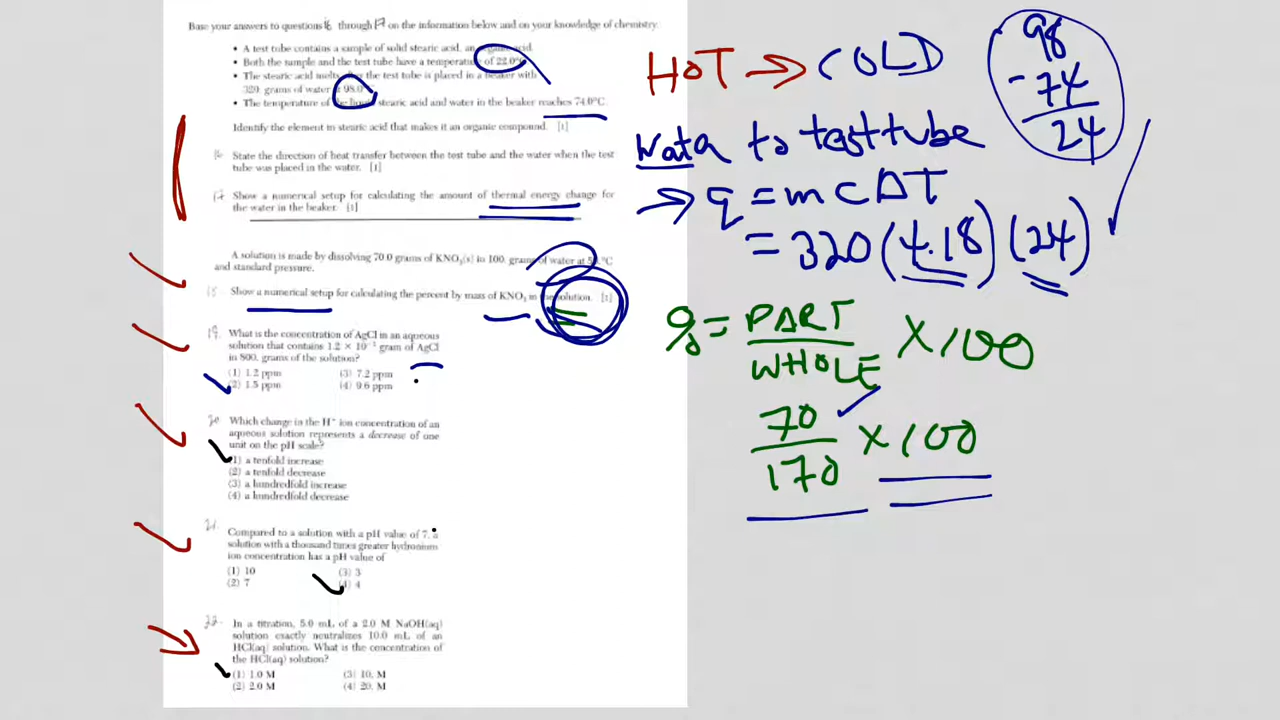 Base your answers to questions 16 through 17 on the information below and on your knowledge of chemistry.
• A test tube contains a sample of solid stearic acid, an organic acid.
• Both the sample and the test tube have a temperature of 22.0°C
• The stearic acid melts the test tube is placed in a beaker with
320. grams of water at 98.0
• The temperature of the liquid stearic acid and water in the beaker reaches 74.0°C.
Identify the element in stearic acid that makes it an organic compound. [1]
16 State the direction of heat transfer between the test tube and the water when the test
tube was placed in the water. [1]
17 Show a numerical setup for calculating the amount of thermal energy change for
the water in the beaker. [1]
A solution is made by dissolving 70.0 grams of KNO3(s) in 100. grams of water at °C
and standard pressure.
18 Show a numerical setup for calculating the percent by mass of KNO3 in the solution. [1]
19. What is the concentration of AgCl in an aqueous
solution that contains 1.2 × 10⁻³ gram of AgCl
in 800. grams of the solution?
(1) 1.2 ppm (3) 7.2 ppm
(2) 1.5 ppm (4) 9.6 ppm
20 Which change in the H⁺ ion concentration of an
aqueous solution represents a decrease of one
unit on the pH scale?
(1) a tenfold increase
(2) a tenfold decrease
(3) a hundredfold increase
(4) a hundredfold decrease
21 Compared to a solution with a pH value of 7, a
solution with a thousand times greater hydronium
ion concentration has a pH value of
(1) 10 (3) 3
(2) 7 (4) 4
22. In a titration, 5.0 mL of a 2.0 M NaOH(aq)
solution exactly neutralizes 10.0 mL of an
HCl(aq) solution. What is the concentration of
the HCl(aq) solution?
(1) 1.0 M (3) 10. M
(2) 2.0 M (4) 20. M
HOT → COLD
98
- 74
24
Water to test tube
→ q = mCΔT
= 320 (4.18) (24)
% = PART / WHOLE × 100
70 / 170 × 100